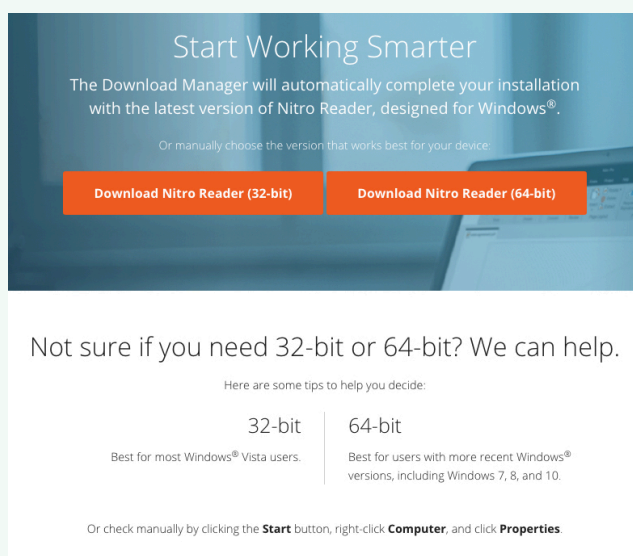 Start Working Smarter
The Download Manager will automatically complete your installation
with the latest version of Nitro Reader, designed for Windows®.
Or manually choose the version that works best for your device:
Download Nitro Reader (32-bit)
Download Nitro Reader (64-bit)
Not sure if you need 32-bit or 64-bit? We can help.
Here are some tips to help you decide:
32-bit
Best for most Windows® Vista users.
64-bit
Best for users with more recent Windows®
versions, including Windows 7, 8, and 10.
Or check manually by clicking the Start button, right-click Computer, and click Properties.